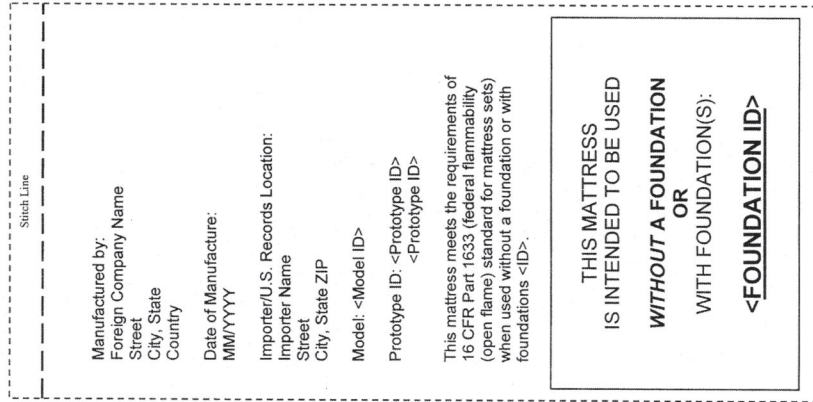 Stitch Line
Manufactured by:
Foreign Company Name
Street
City, State
Country
Date of Manufacture:
MM/YYYY
Importer/U.S. Records Location:
Importer Name
Street
City, State ZIP
Model: <Model ID>
Prototype ID: <Prototype ID>
<Prototype ID>
This mattress meets the requirements of
16 CFR Part 1633 (federal flammability
(open flame) standard for mattress sets)
when used without a foundation or with
foundations <ID>.
THIS MATTRESS
IS INTENDED TO BE USED
WITHOUT A FOUNDATION
OR
WITH FOUNDATION(S):
<FOUNDATION ID>